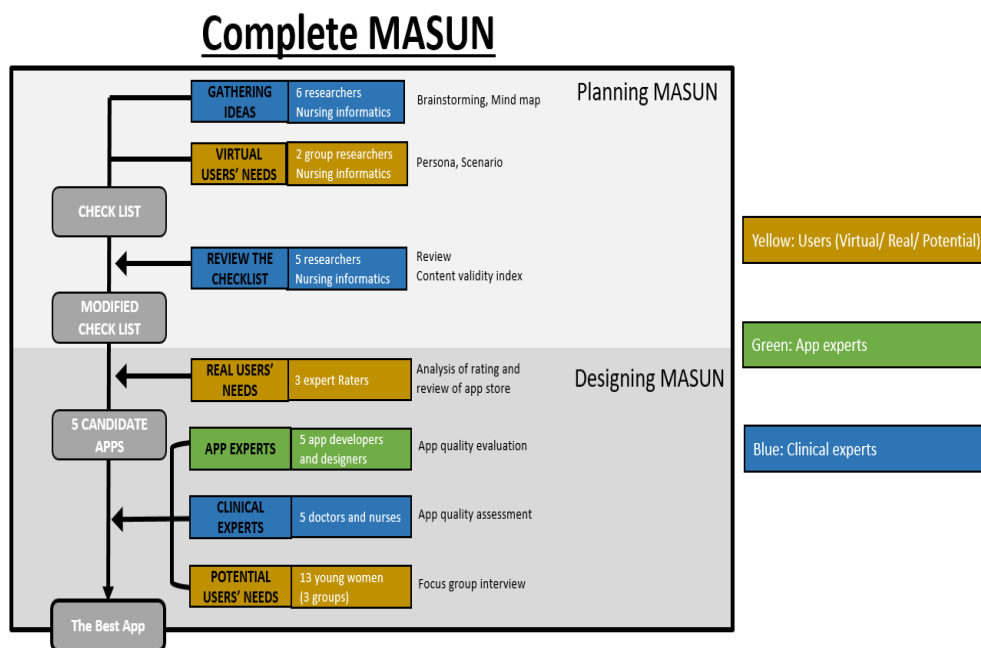 Complete MASUN
Planning MASUN
GATHERING
IDEAS
6 researchers
Nursing informatics
Brainstorming, Mind map
VIRTUAL
USERS' NEEDS
2 group researchers
Nursing informatics
Persona, Scenario
CHECK LIST
REVIEW THE
CHECKLIST
5 researchers
Nursing informatics
Review
Content validity index
MODIFIED
CHECK LIST
Designing MASUN
REAL USERS'
NEEDS
3 expert Raters
Analysis of rating and
review of app store
5 CANDIDATE
APPS
APP EXPERTS
5 app developers
and designers
App quality evaluation
CLINICAL
EXPERTS
5 doctors and nurses
App quality assessment
POTENTIAL
USERS' NEEDS
13 young women
(3 groups)
Focus group interview
The Best App
Yellow: Users (Virtual/ Real/ Potential)
Green: App experts
Blue: Clinical experts